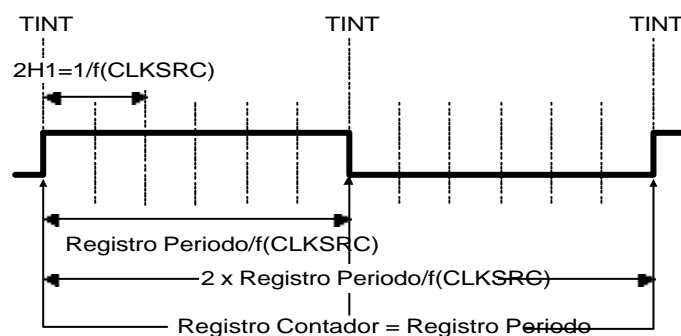 TINT TINT TINT
2H1=1/f(CLKSRC)
Registro Periodo/f(CLKSRC)
2 x Registro Periodo/f(CLKSRC)
Registro Contador = Registro Periodo